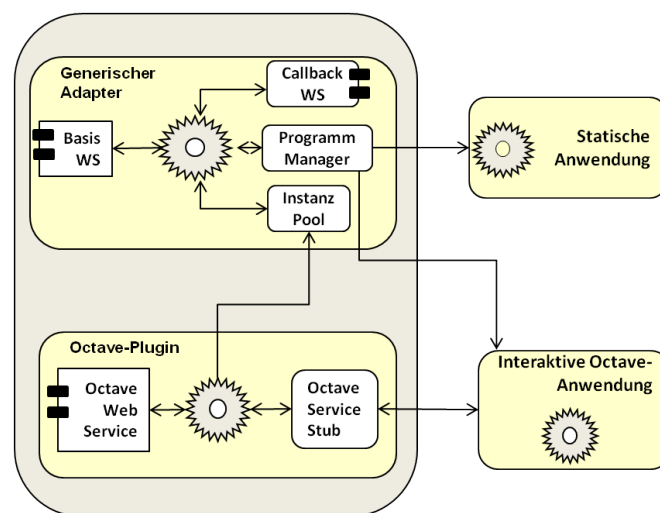 Generischer
Adapter
Callback
WS
Basis
WS
Programm
Manager
Instanz
Pool
Statische
Anwendung
Octave-Plugin
Octave
Web
Service
Octave
Service
Stub
Interaktive Octave-
Anwendung